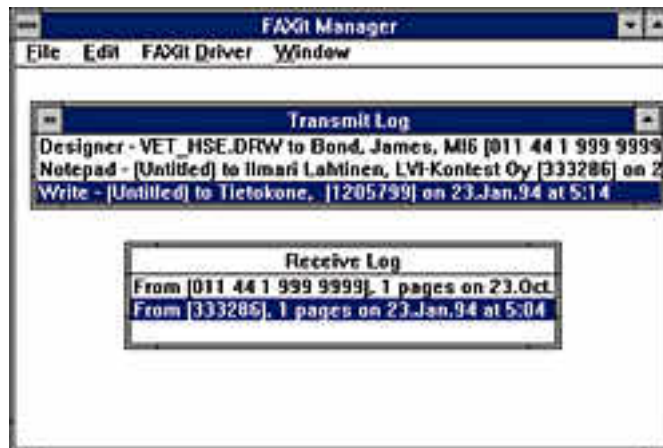 FAXit Manager
File Edit FAXit Driver Window
Transmit Log
Designer - VET_HSE.DRW to Bond, James, MI6 [011 44 1 999 9999
Notepad - [Untitled] to Ilmari Lahtinen, LVI-Kontest Oy [333286] on 2
Write - [Untitled] to Tietokone, [1205799] on 23.Jan.94 at 5:14
Receive Log
From [011 44 1 999 9999], 1 pages on 23.Oct.
From [333286], 1 pages on 23.Jan.94 at 5:04